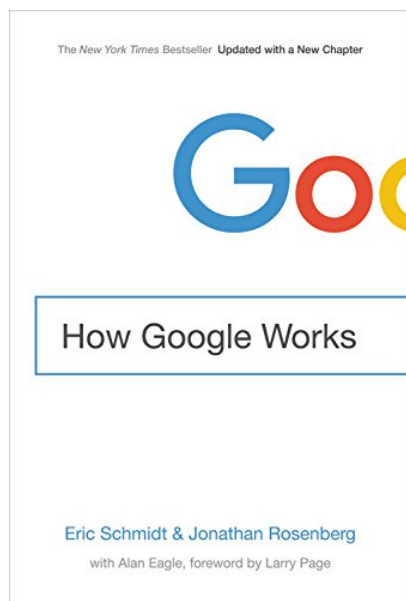 The New York Times Bestseller Updated with a New Chapter
Goo
How Google Works
Eric Schmidt & Jonathan Rosenberg
with Alan Eagle, foreword by Larry Page